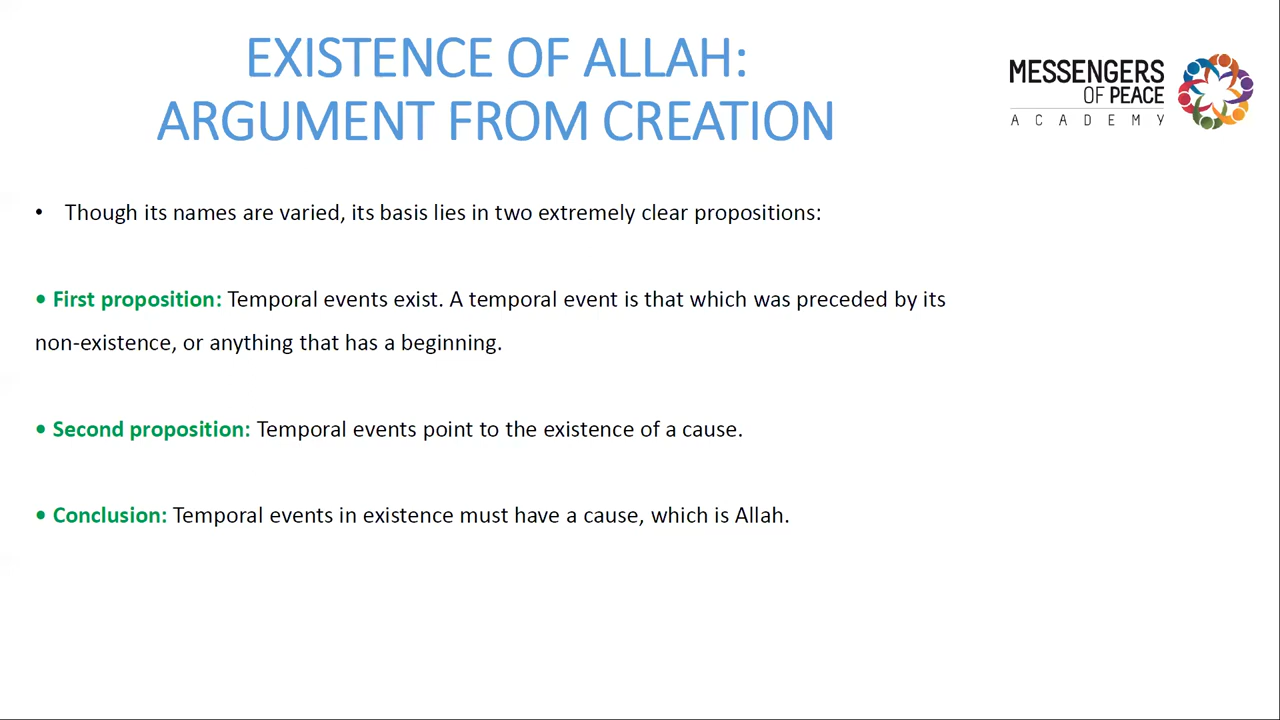 EXISTENCE OF ALLAH:
ARGUMENT FROM CREATION
MESSENGERS
OF PEACE
ACADEMY
• Though its names are varied, its basis lies in two extremely clear propositions:
• First proposition: Temporal events exist. A temporal event is that which was preceded by its
non-existence, or anything that has a beginning.
• Second proposition: Temporal events point to the existence of a cause.
• Conclusion: Temporal events in existence must have a cause, which is Allah.